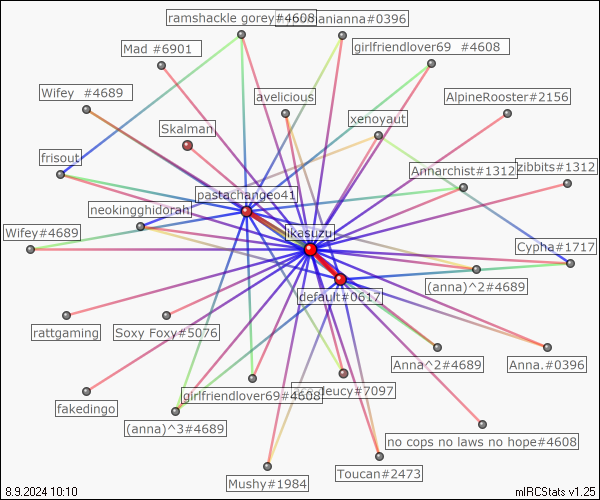 ramshackle gorey#4608
anianna#0396
Mad #6901
girlfriendlover69 #4608
Wifey #4689
avelicious
AlpineRooster#2156
xenoyaut
Skalman
frisout
Annarchist#1312
zibbits#1312
pastachangeo41
neokingghidorah
Wifey#4689
ikasuzu
Cypha#1717
(anna)^2#4689
default#0617
rattgaming
Soxy Foxy#5076
Anna^2#4689
Anna.#0396
girlfriendlover69#4608
leucy#7097
fakedingo
(anna)^3#4689
no cops no laws no hope#4608
Toucan#2473
Mushy#1984
8.9.2024 10:10
mIRCStats v1.25